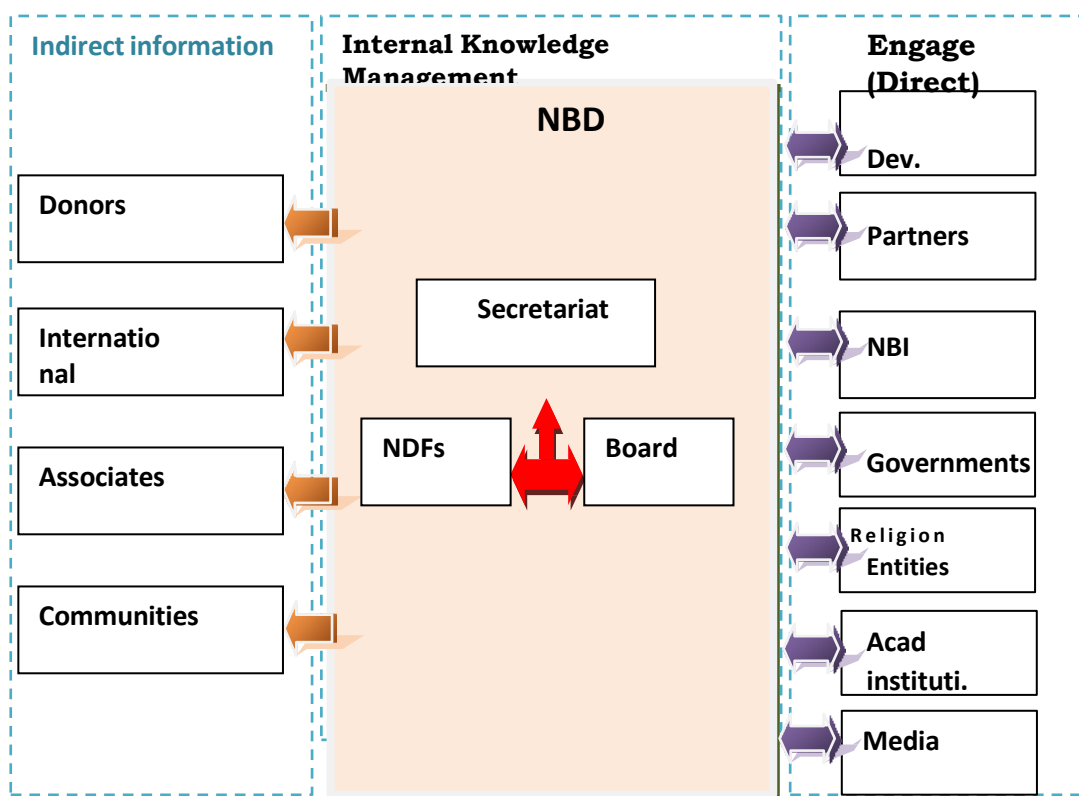 Indirect information
Donors
Internatio
nal
Associates
Communities
Internal Knowledge
Management
NBD
Secretariat
NDFs
Board
Engage
(Direct)
Dev.
Partners
NBI
Governments
Religion
Entities
Acad
instituti.
Media